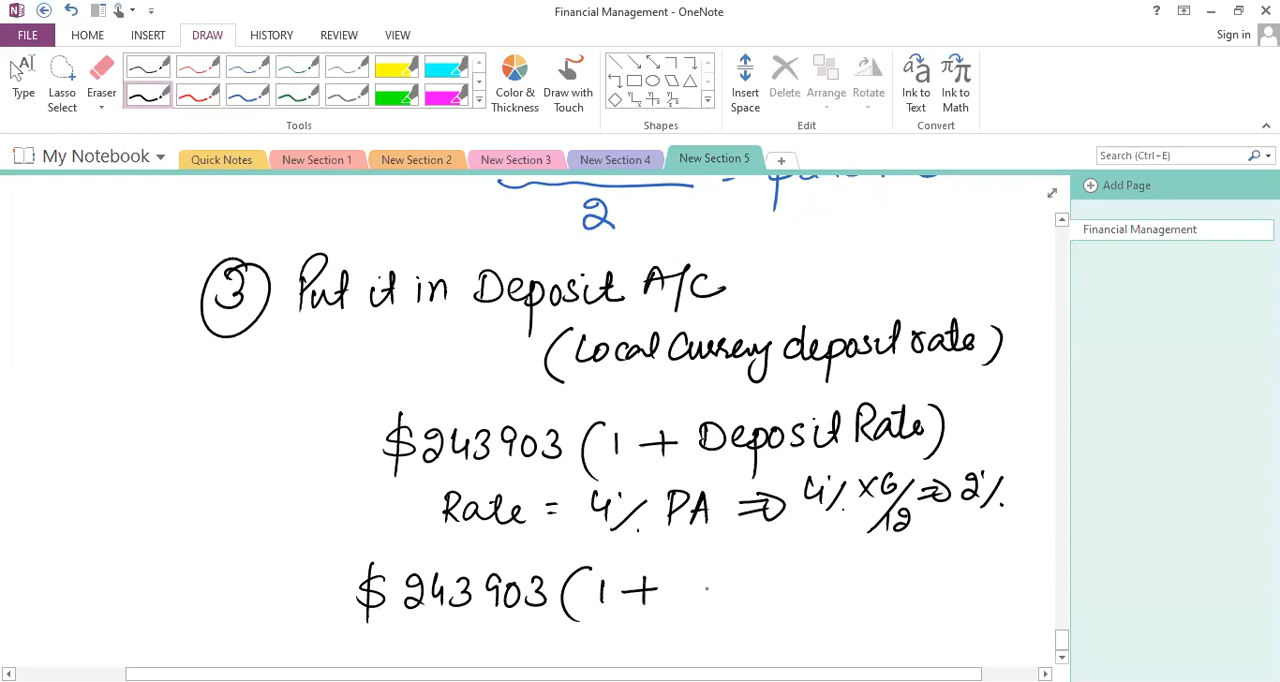 Financial Management - OneNote
FILE HOME INSERT DRAW HISTORY REVIEW VIEW Sign in
Type
Lasso Select
Eraser
Color & Thickness
Draw with Touch
Insert Space
Delete
Arrange
Rotate
Ink to Text
Ink to Math
Tools Shapes Edit Convert
My Notebook Quick Notes New Section 1 New Section 2 New Section 3 New Section 4 New Section 5 Search (Ctrl+E)
Add Page
Financial Management
2
3 Put it in Deposit A/C
(Local Currency deposit rate)
$243903 (1 + Deposit Rate)
Rate = 4% PA ⇒ 4% × 6/12 ⇒ 2%
$243903 (1 +